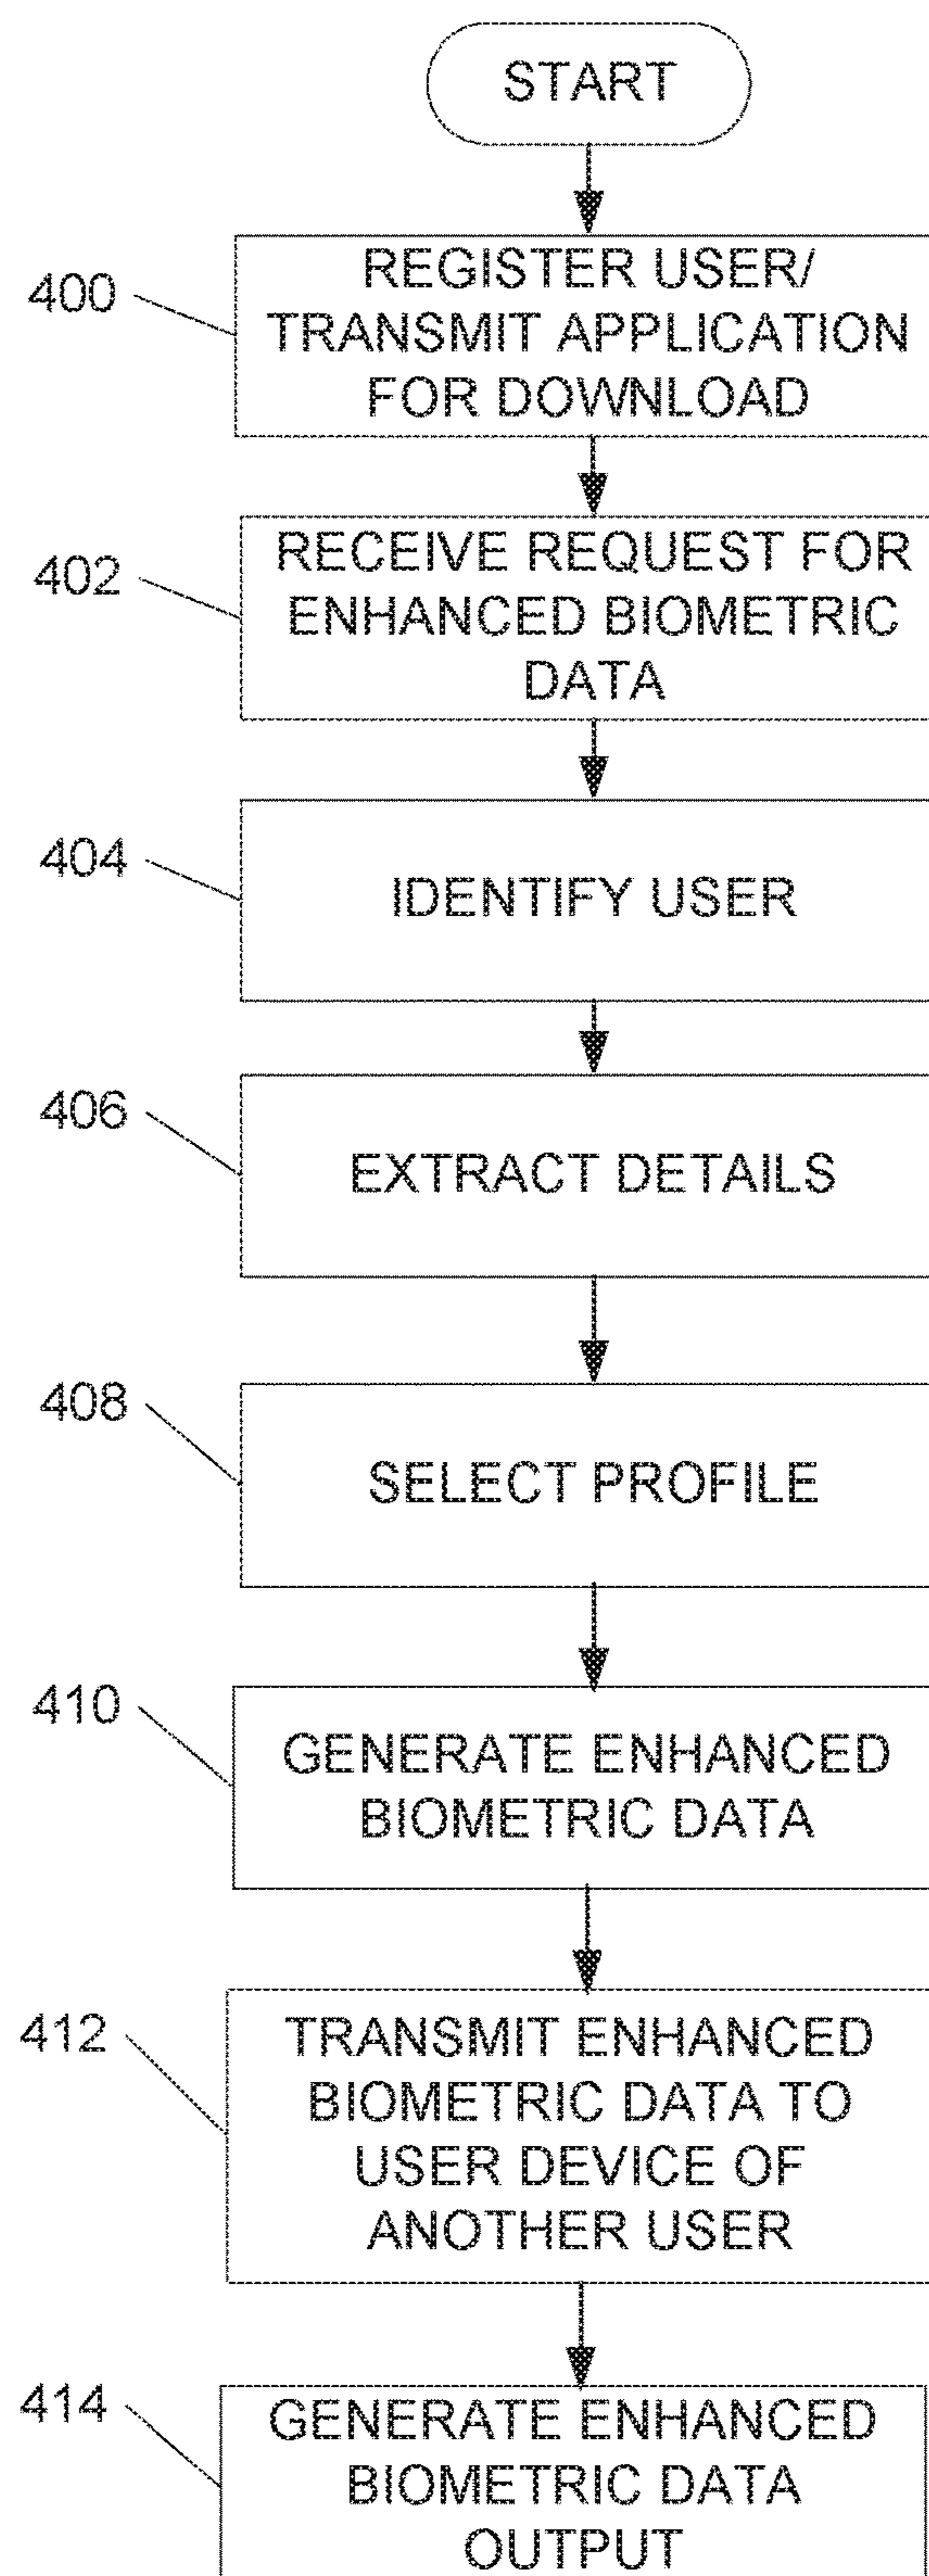 START
400
REGISTER USER/
TRANSMIT APPLICATION
FOR DOWNLOAD
402
RECEIVE REQUEST FOR
ENHANCED BIOMETRIC
DATA
404
IDENTIFY USER
406
EXTRACT DETAILS
408
SELECT PROFILE
410
GENERATE ENHANCED
BIOMETRIC DATA
412
TRANSMIT ENHANCED
BIOMETRIC DATA TO
USER DEVICE OF
ANOTHER USER
414
GENERATE ENHANCED
BIOMETRIC DATA
OUTPUT